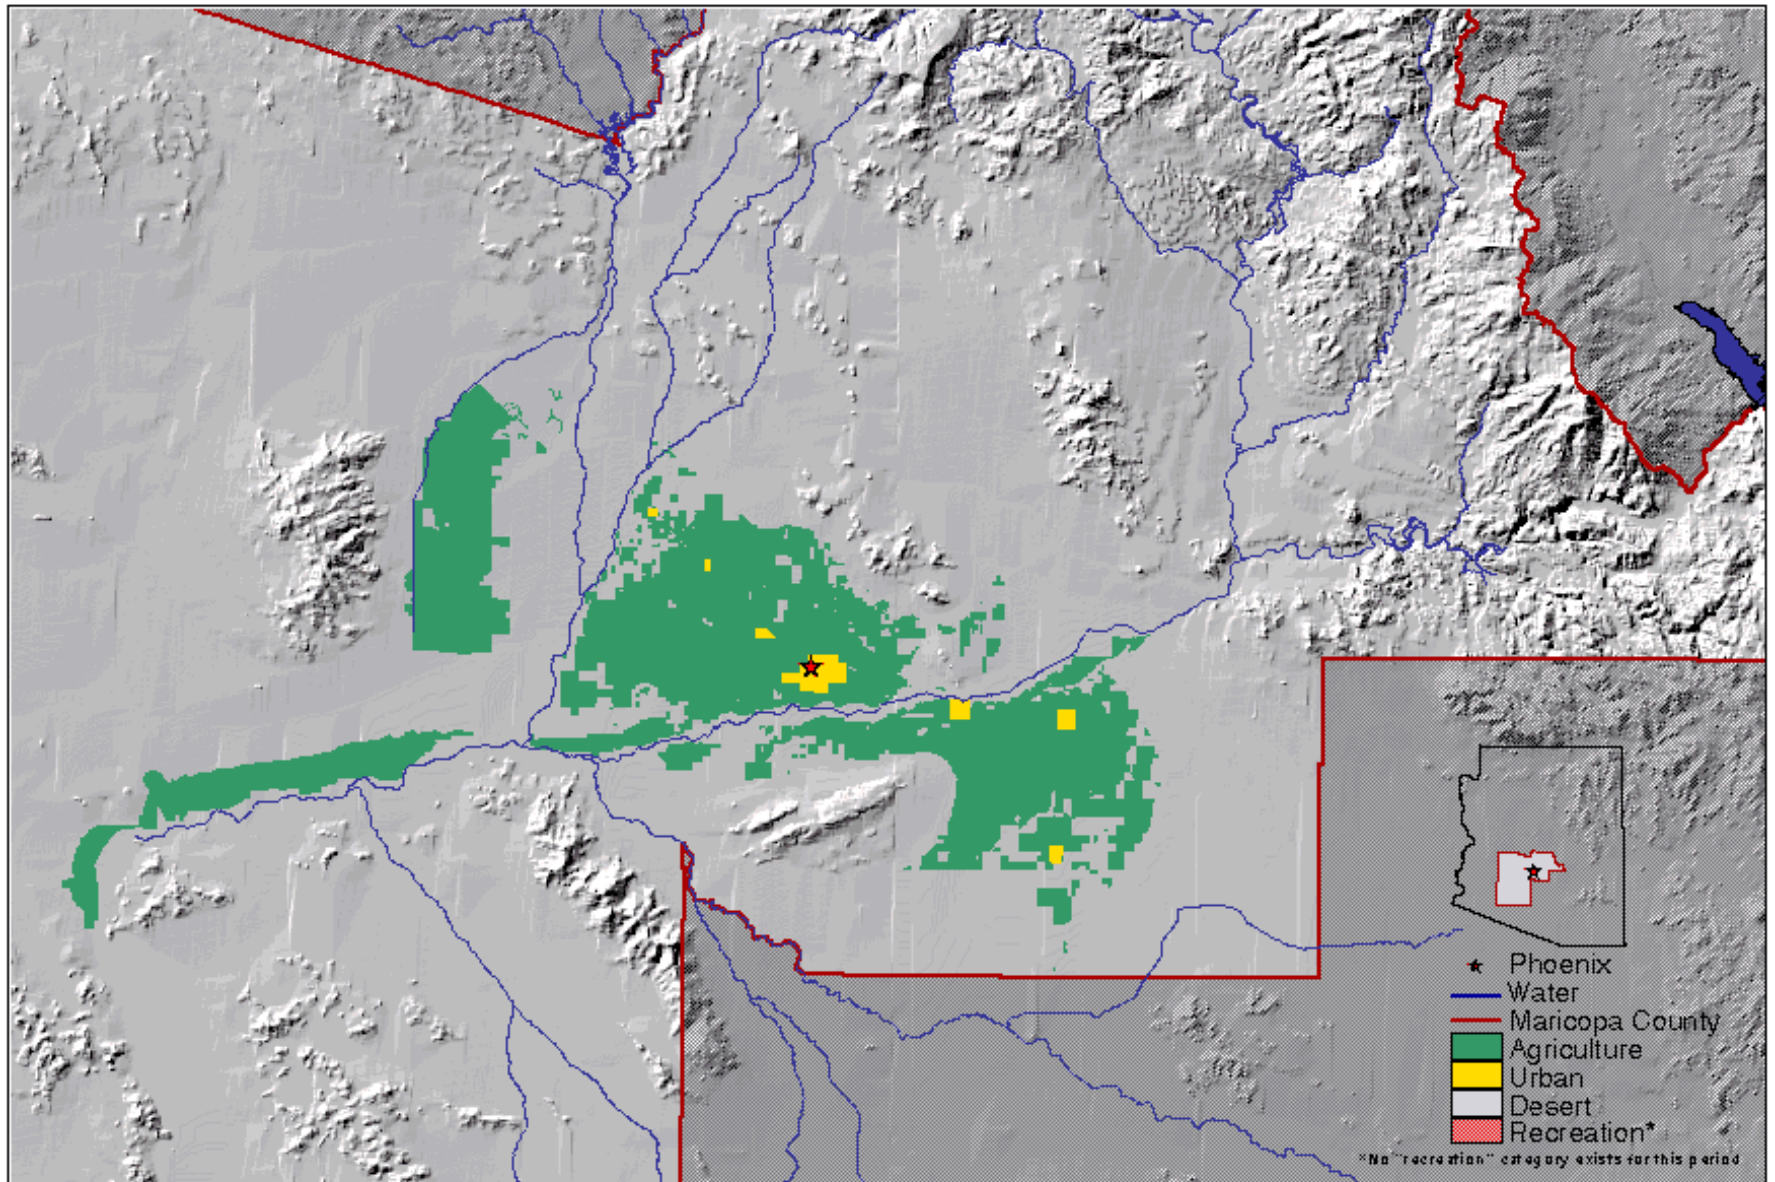 Phoenix
Water
Maricopa County
Agriculture
Urban
Desert
Recreation*
*No "recreation" category exists for this period